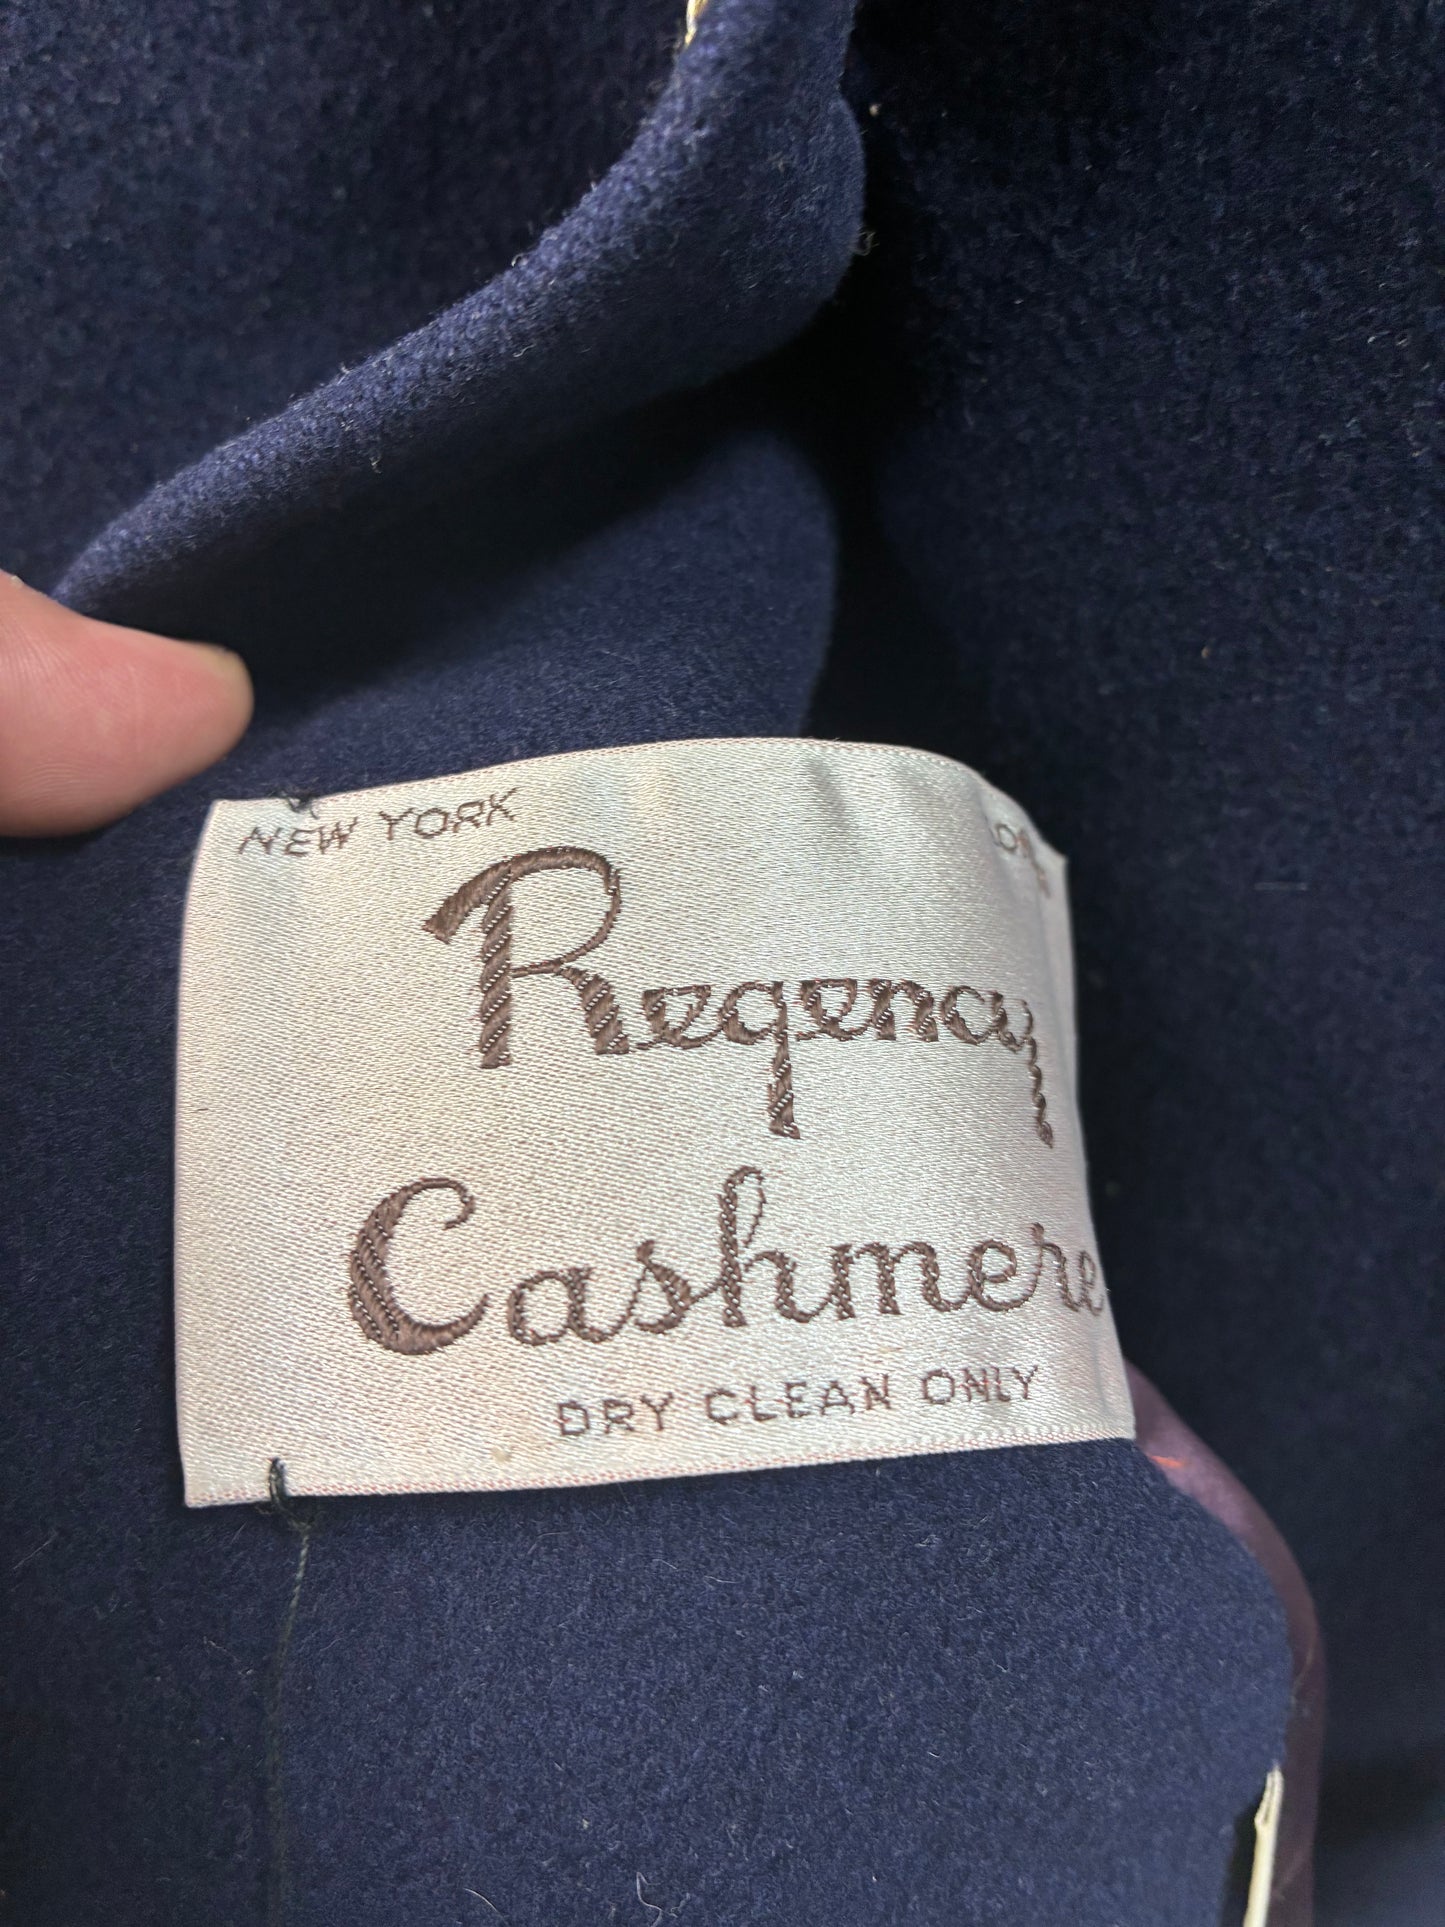 NEW YORK
Regency
Cashmere
DRY CLEAN ONLY